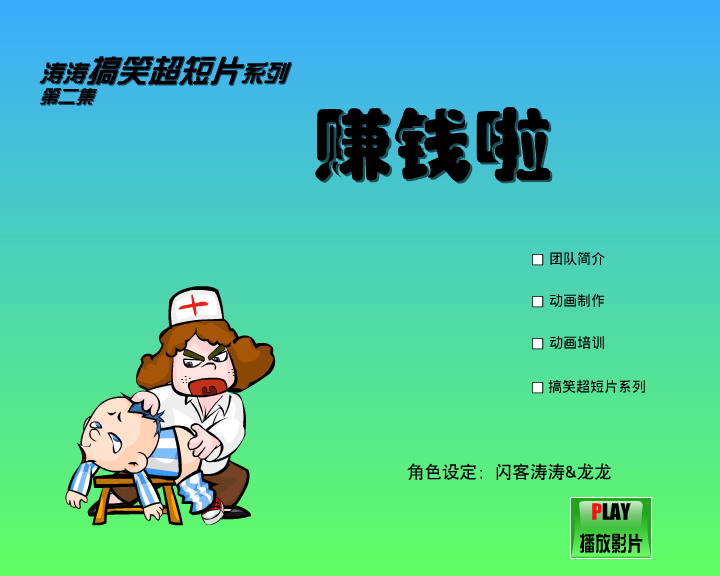 涛涛搞笑超短片系列
第二集
赚钱啦
团队简介
动画制作
动画培训
搞笑超短片系列
角色设定：闪客涛涛&龙龙
PLAY
播放影片